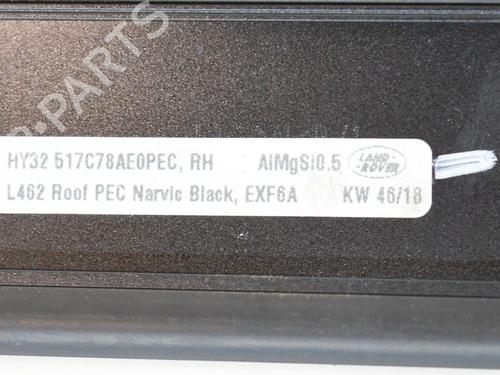 PARTS
HY32 517C78AE0PEC, RH AlMgSi0.5 LAND-ROVER
L462 Roof PEC Narvic Black, EXF6A KW 46/18